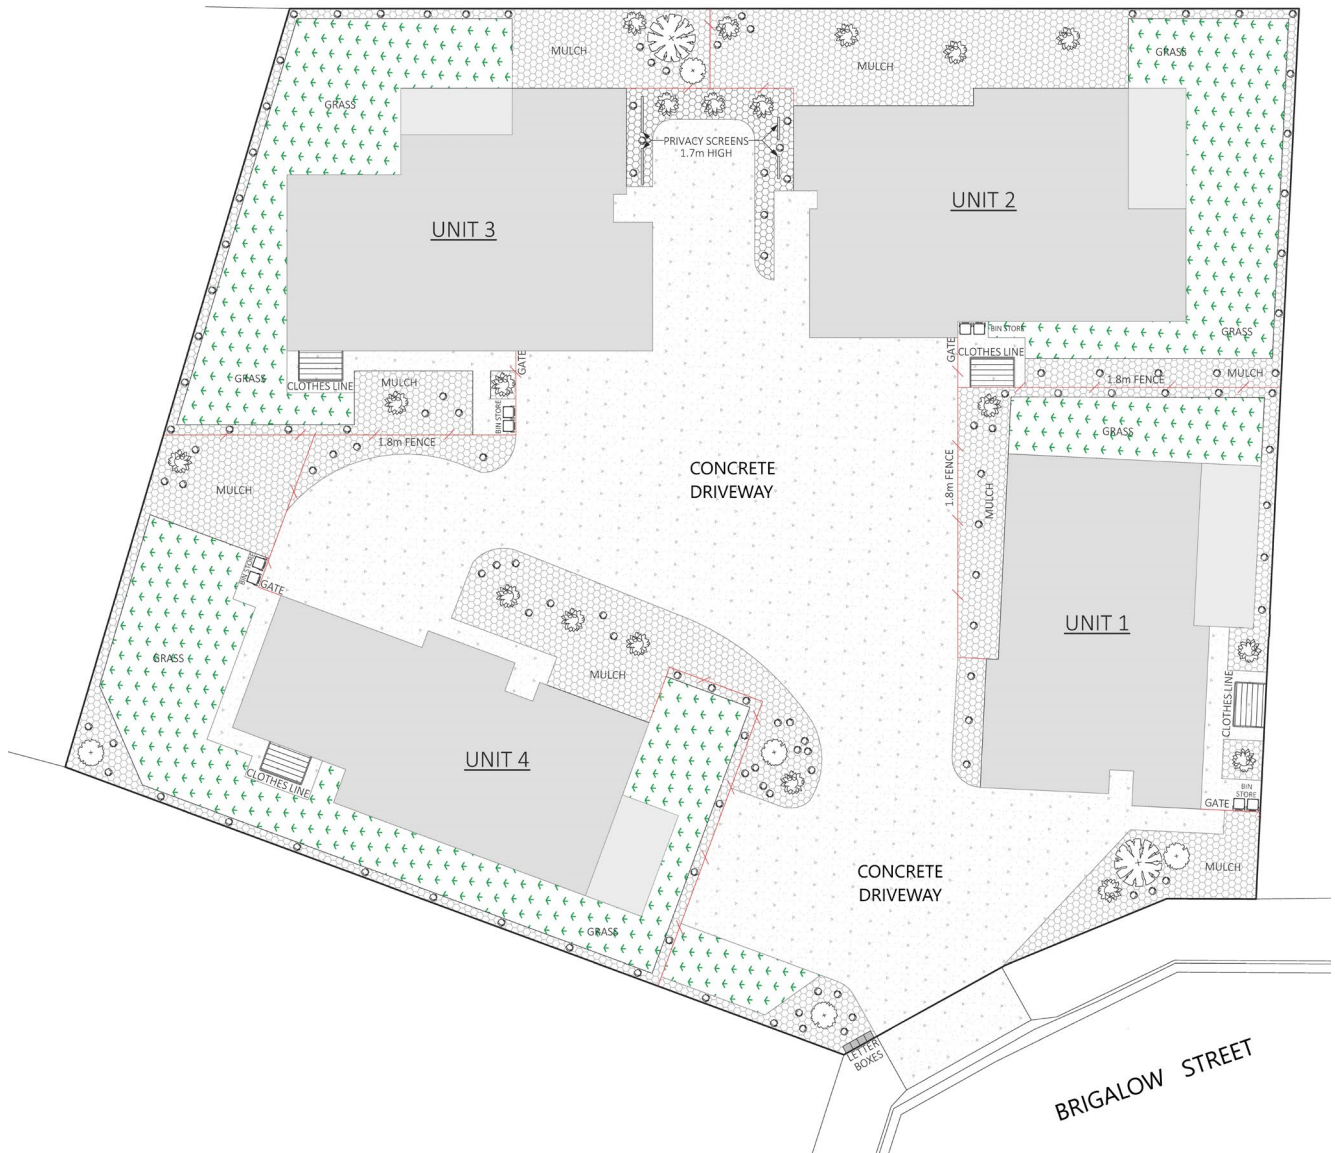 MULCH
GRASS
MULCH
GRASS
PRIVACY SCREENS
1.7m HIGH
UNIT 2
UNIT 3
BIN STORE
GRASS
GATE
CLOTHES LINE
GATE
MULCH
GRASS
CLOTHES LINE
MULCH
1.8m FENCE
BIN STORE
1.8m FENCE
GRASS
CONCRETE
DRIVEWAY
1.8m FENCE
MULCH
MULCH
BIN STORE
GATE
UNIT 1
GRASS
MULCH
CLOTHES LINE
UNIT 4
CLOTHES LINE
BIN
STORE
GATE
CONCRETE
DRIVEWAY
MULCH
GRASS
LETTER
BOXES
BRIGALOW STREET